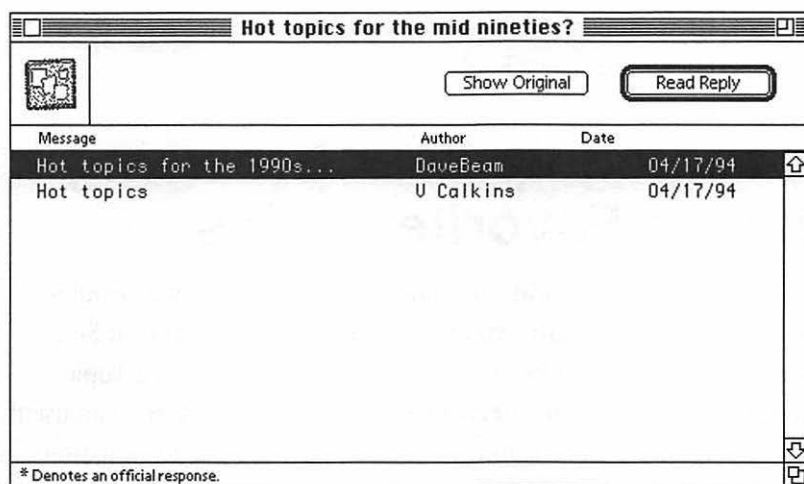 Hot topics for the mid nineties?
Show Original Read Reply
Message Author Date
Hot topics for the 1990s... DaveBeam 04/17/94
Hot topics V Calkins 04/17/94
* Denotes an official response.